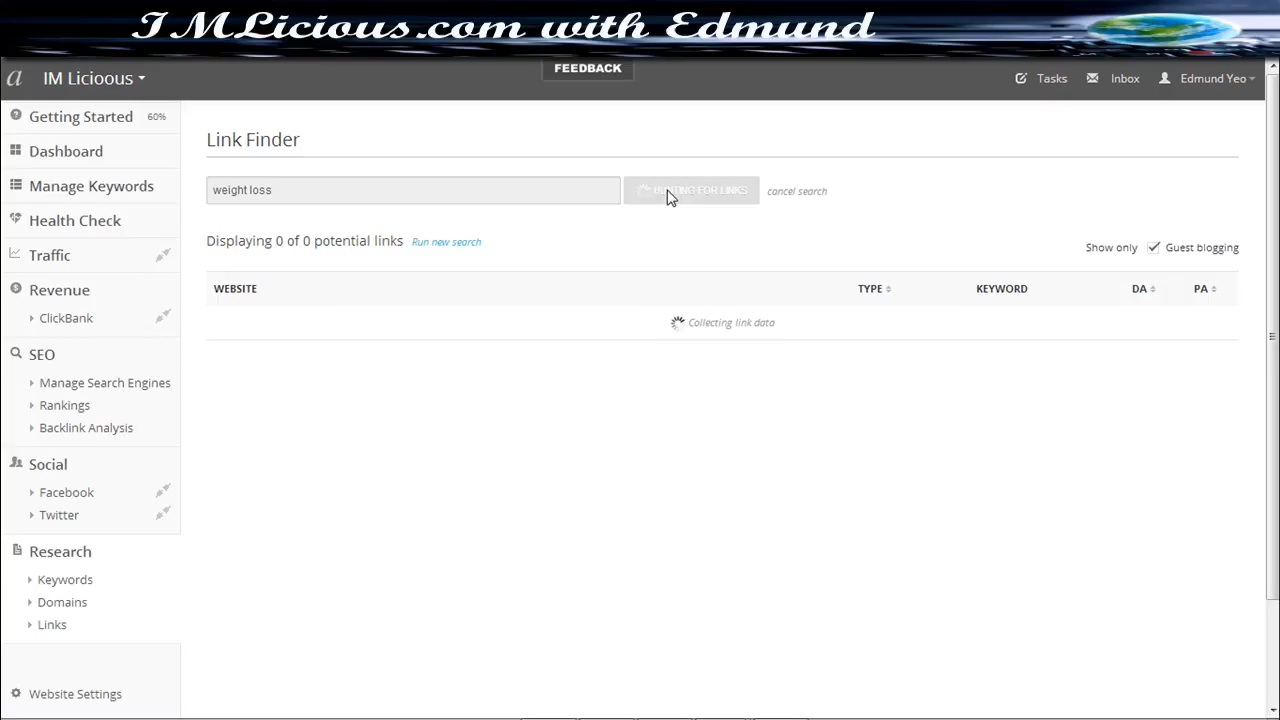 IMLicious.com with Edmund
FEEDBACK
a IM Licioous
Tasks Inbox Edmund Yeo
Getting Started 60%
Dashboard
Manage Keywords
Health Check
Traffic
Revenue
ClickBank
SEO
Manage Search Engines
Rankings
Backlink Analysis
Social
Facebook
Twitter
Research
Keywords
Domains
Links
Website Settings
Link Finder
weight loss HUNTING FOR LINKS cancel search
Displaying 0 of 0 potential links Run new search
Show only Guest blogging
WEBSITE TYPE KEYWORD DA PA
Collecting link data